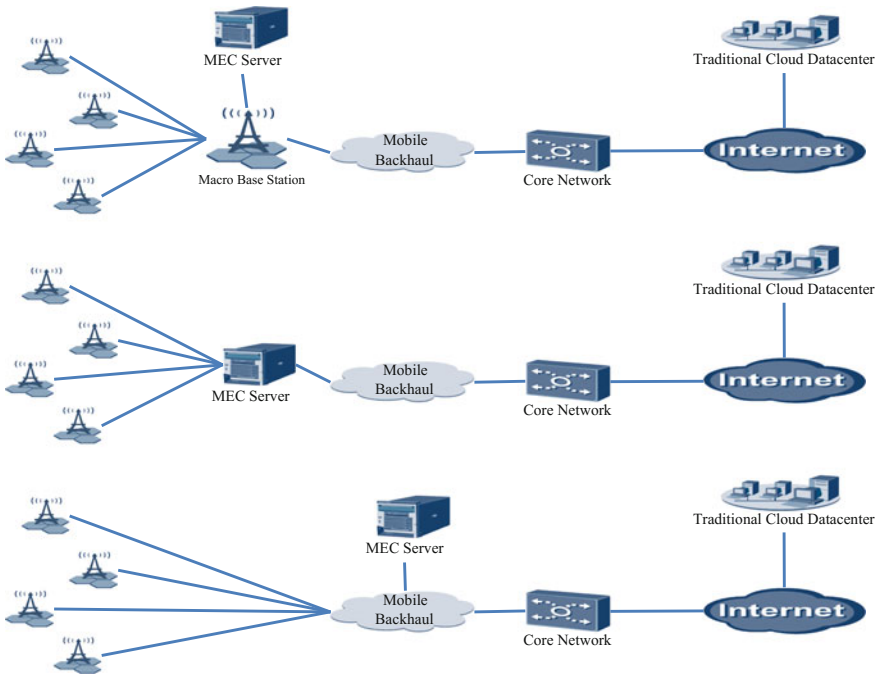 MEC Server
Traditional Cloud Datacenter
Mobile
Backhaul
Internet
Core Network
Macro Base Station
Traditional Cloud Datacenter
Mobile
Backhaul
Internet
MEC Server
Core Network
Traditional Cloud Datacenter
MEC Server
Mobile
Backhaul
Internet
Core Network